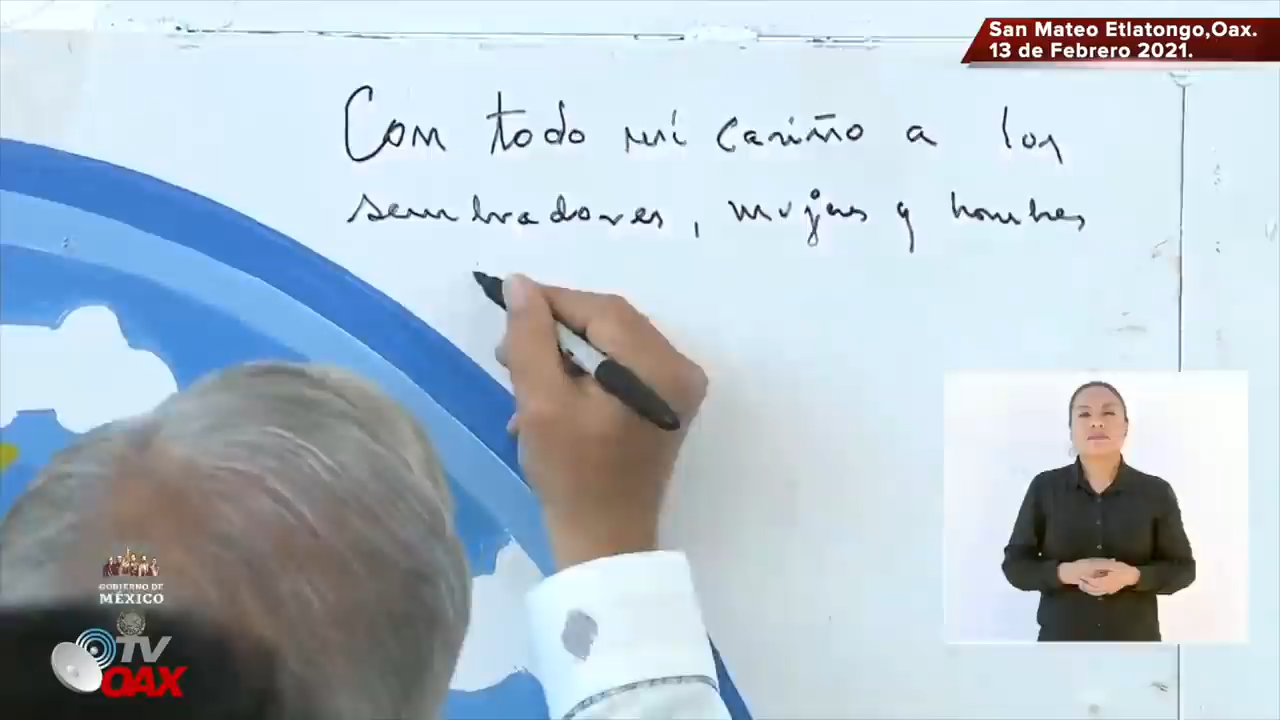 San Mateo Etlatongo,Oax.
13 de Febrero 2021.
Con todo mi cariño a los
sembradores, mujeres y hombres
GOBIERNO DE
MÉXICO
TV
OAX